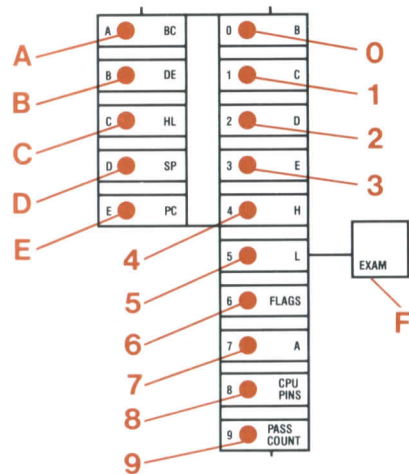 A BC
B DE
C HL
D SP
E PC
A
B
C
D
E
0 B
1 C
2 D
3 E
4 H
5 L
6 FLAGS
7 A
8 CPU
PINS
9 PASS
COUNT
0
1
2
3
4
5
6
7
8
9
EXAM
F